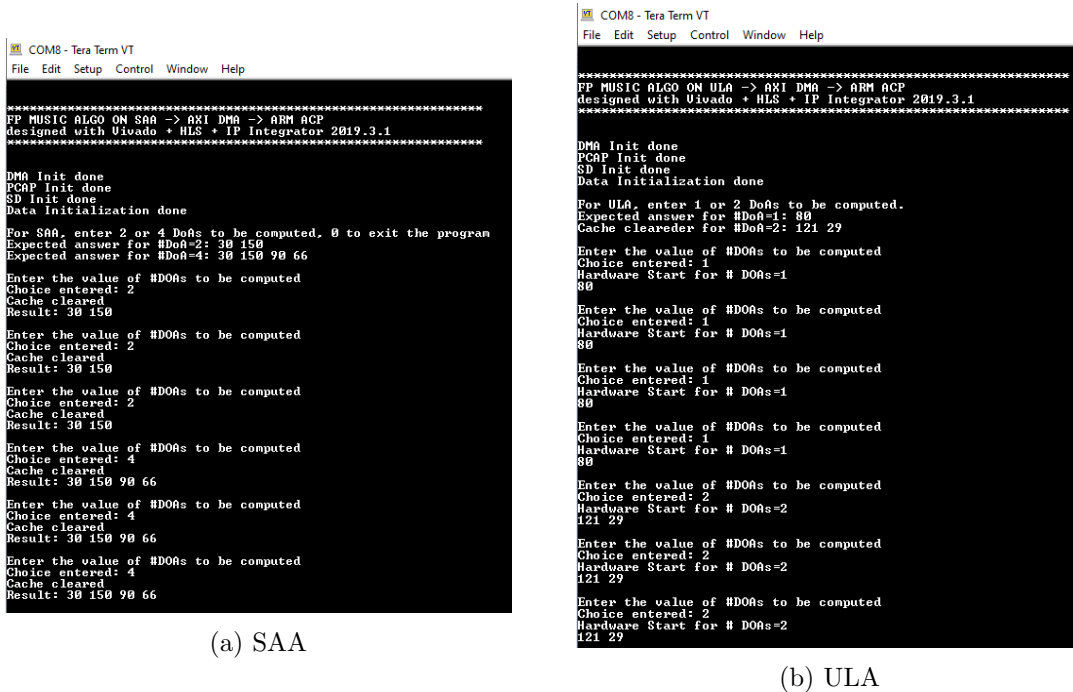 COM8 - Tera Term VT
File Edit Setup Control Window Help
******************************************************************
FP MUSIC ALGO ON SAA -> AXI DMA -> ARM ACP
designed with Vivado + HLS + IP Integrator 2019.3.1
******************************************************************
DMA Init done
PCAP Init done
SD Init done
Data Initialization done
For SAA, enter 2 or 4 DoAs to be computed, 0 to exit the program
Expected answer for #DoA=2: 30 150
Expected answer for #DoA=4: 30 150 90 66
Enter the value of #DOAs to be computed
Choice entered: 2
Cache cleared
Result: 30 150
Enter the value of #DOAs to be computed
Choice entered: 2
Cache cleared
Result: 30 150
Enter the value of #DOAs to be computed
Choice entered: 2
Cache cleared
Result: 30 150
Enter the value of #DOAs to be computed
Choice entered: 4
Cache cleared
Result: 30 150 90 66
Enter the value of #DOAs to be computed
Choice entered: 4
Cache cleared
Result: 30 150 90 66
Enter the value of #DOAs to be computed
Choice entered: 4
Cache cleared
Result: 30 150 90 66
(a) SAA
COM8 - Tera Term VT
File Edit Setup Control Window Help
******************************************************************
FP MUSIC ALGO ON ULA -> AXI DMA -> ARM ACP
designed with Vivado + HLS + IP Integrator 2019.3.1
******************************************************************
DMA Init done
PCAP Init done
SD Init done
Data Initialization done
For ULA, enter 1 or 2 DoAs to be computed.
Expected answer for #DoA=1: 80
Cache cleareder for #DoA=2: 121 29
Enter the value of #DOAs to be computed
Choice entered: 1
Hardware Start for # DOAs=1
80
Enter the value of #DOAs to be computed
Choice entered: 1
Hardware Start for # DOAs=1
80
Enter the value of #DOAs to be computed
Choice entered: 1
Hardware Start for # DOAs=1
80
Enter the value of #DOAs to be computed
Choice entered: 1
Hardware Start for # DOAs=1
80
Enter the value of #DOAs to be computed
Choice entered: 2
Hardware Start for # DOAs=2
121 29
Enter the value of #DOAs to be computed
Choice entered: 2
Hardware Start for # DOAs=2
121 29
Enter the value of #DOAs to be computed
Choice entered: 2
Hardware Start for # DOAs=2
121 29
(b) ULA